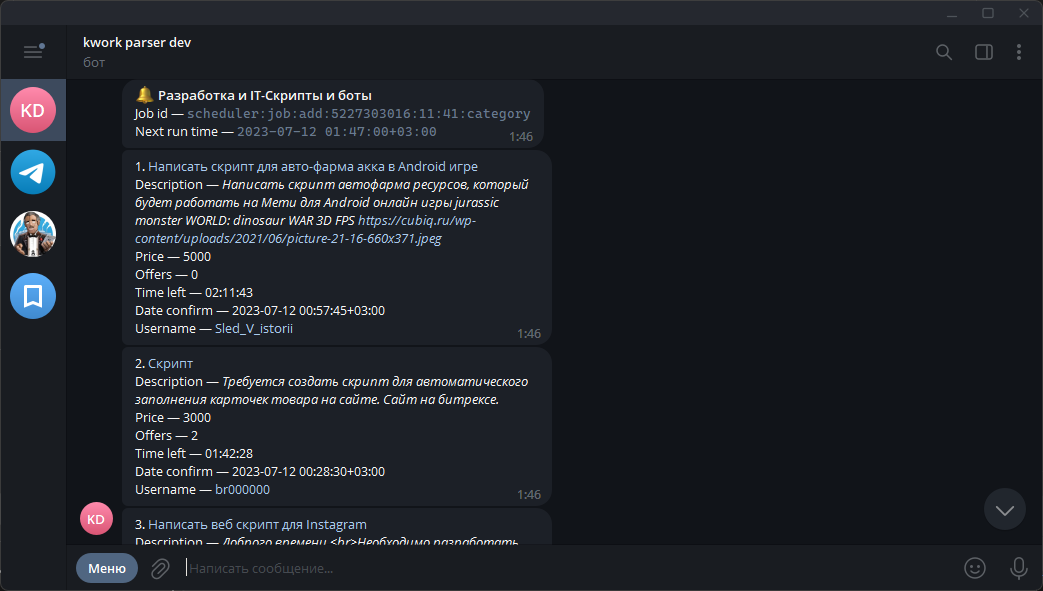 kwork parser dev
бот
KD
Разработка и IT-Скрипты и боты
Job id — scheduler:job:add:5227303016:11:41:category
Next run time — 2023-07-12 01:47:00+03:00
1:46
1. Написать скрипт для авто-фарма акка в Android игре
Description — Написать скрипт автофарма ресурсов, который
будет работать на Мети для Android онлайн игры jurassic
monster WORLD: dinosaur WAR 3D FPS https://cubiq.ru/wp-
content/uploads/2021/06/picture-21-16-660x371.jpeg
Price — 5000
Offers — 0
Time left — 02:11:43
Date confirm — 2023-07-12 00:57:45+03:00
Username — Sled_V_istorii
1:46
2. Скрипт
Description — Требуется создать скрипт для автоматического
заполнения карточек товара на сайте. Сайт на битрексе.
Price — 3000
Offers — 2
Time left — 01:42:28
Date confirm — 2023-07-12 00:28:30+03:00
Username — br000000
1:46
KD
3. Написать веб скрипт для Instagram
Description — Доброго времени <hr>Необходимо разработать
Меню
Написать сообщение...